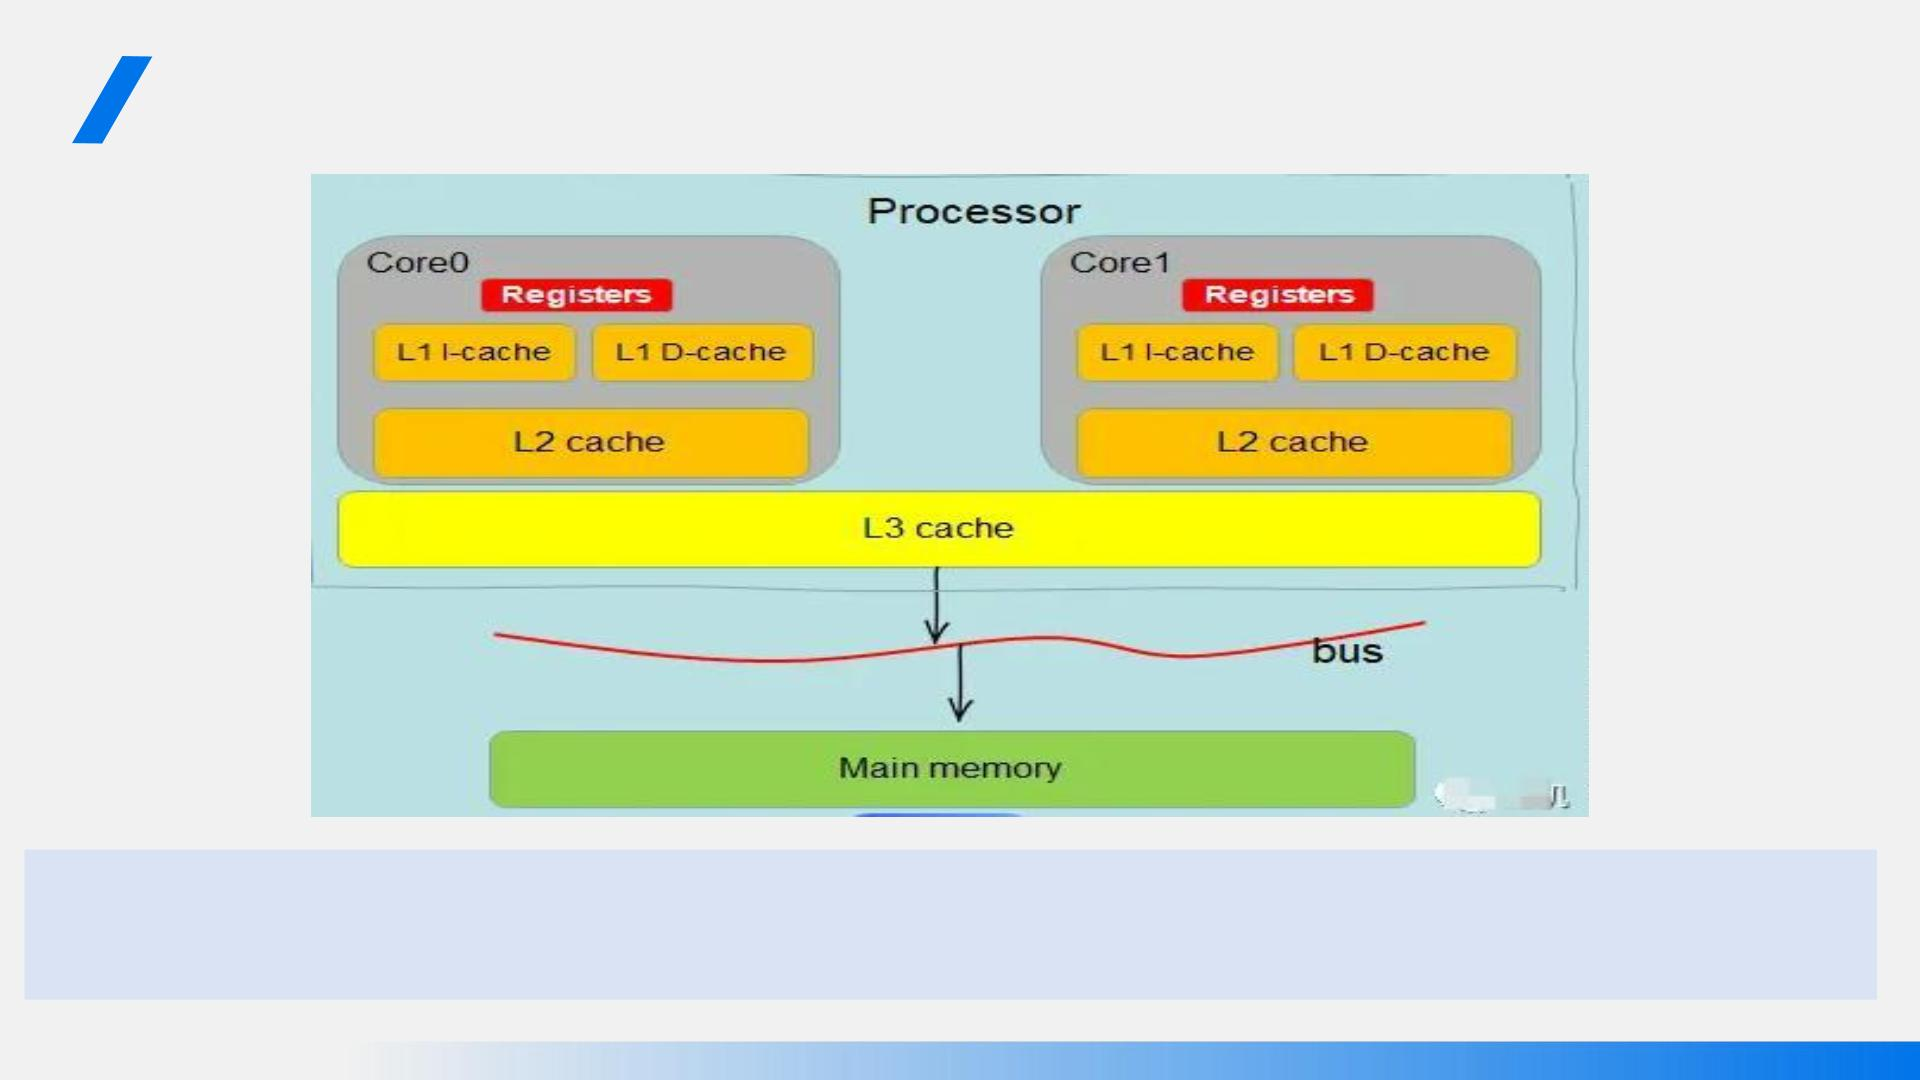 Processor
Core0
Registers
L1 I-cache
L1 D-cache
L2 cache
Core1
Registers
L1 I-cache
L1 D-cache
L2 cache
L3 cache
bus
Main memory